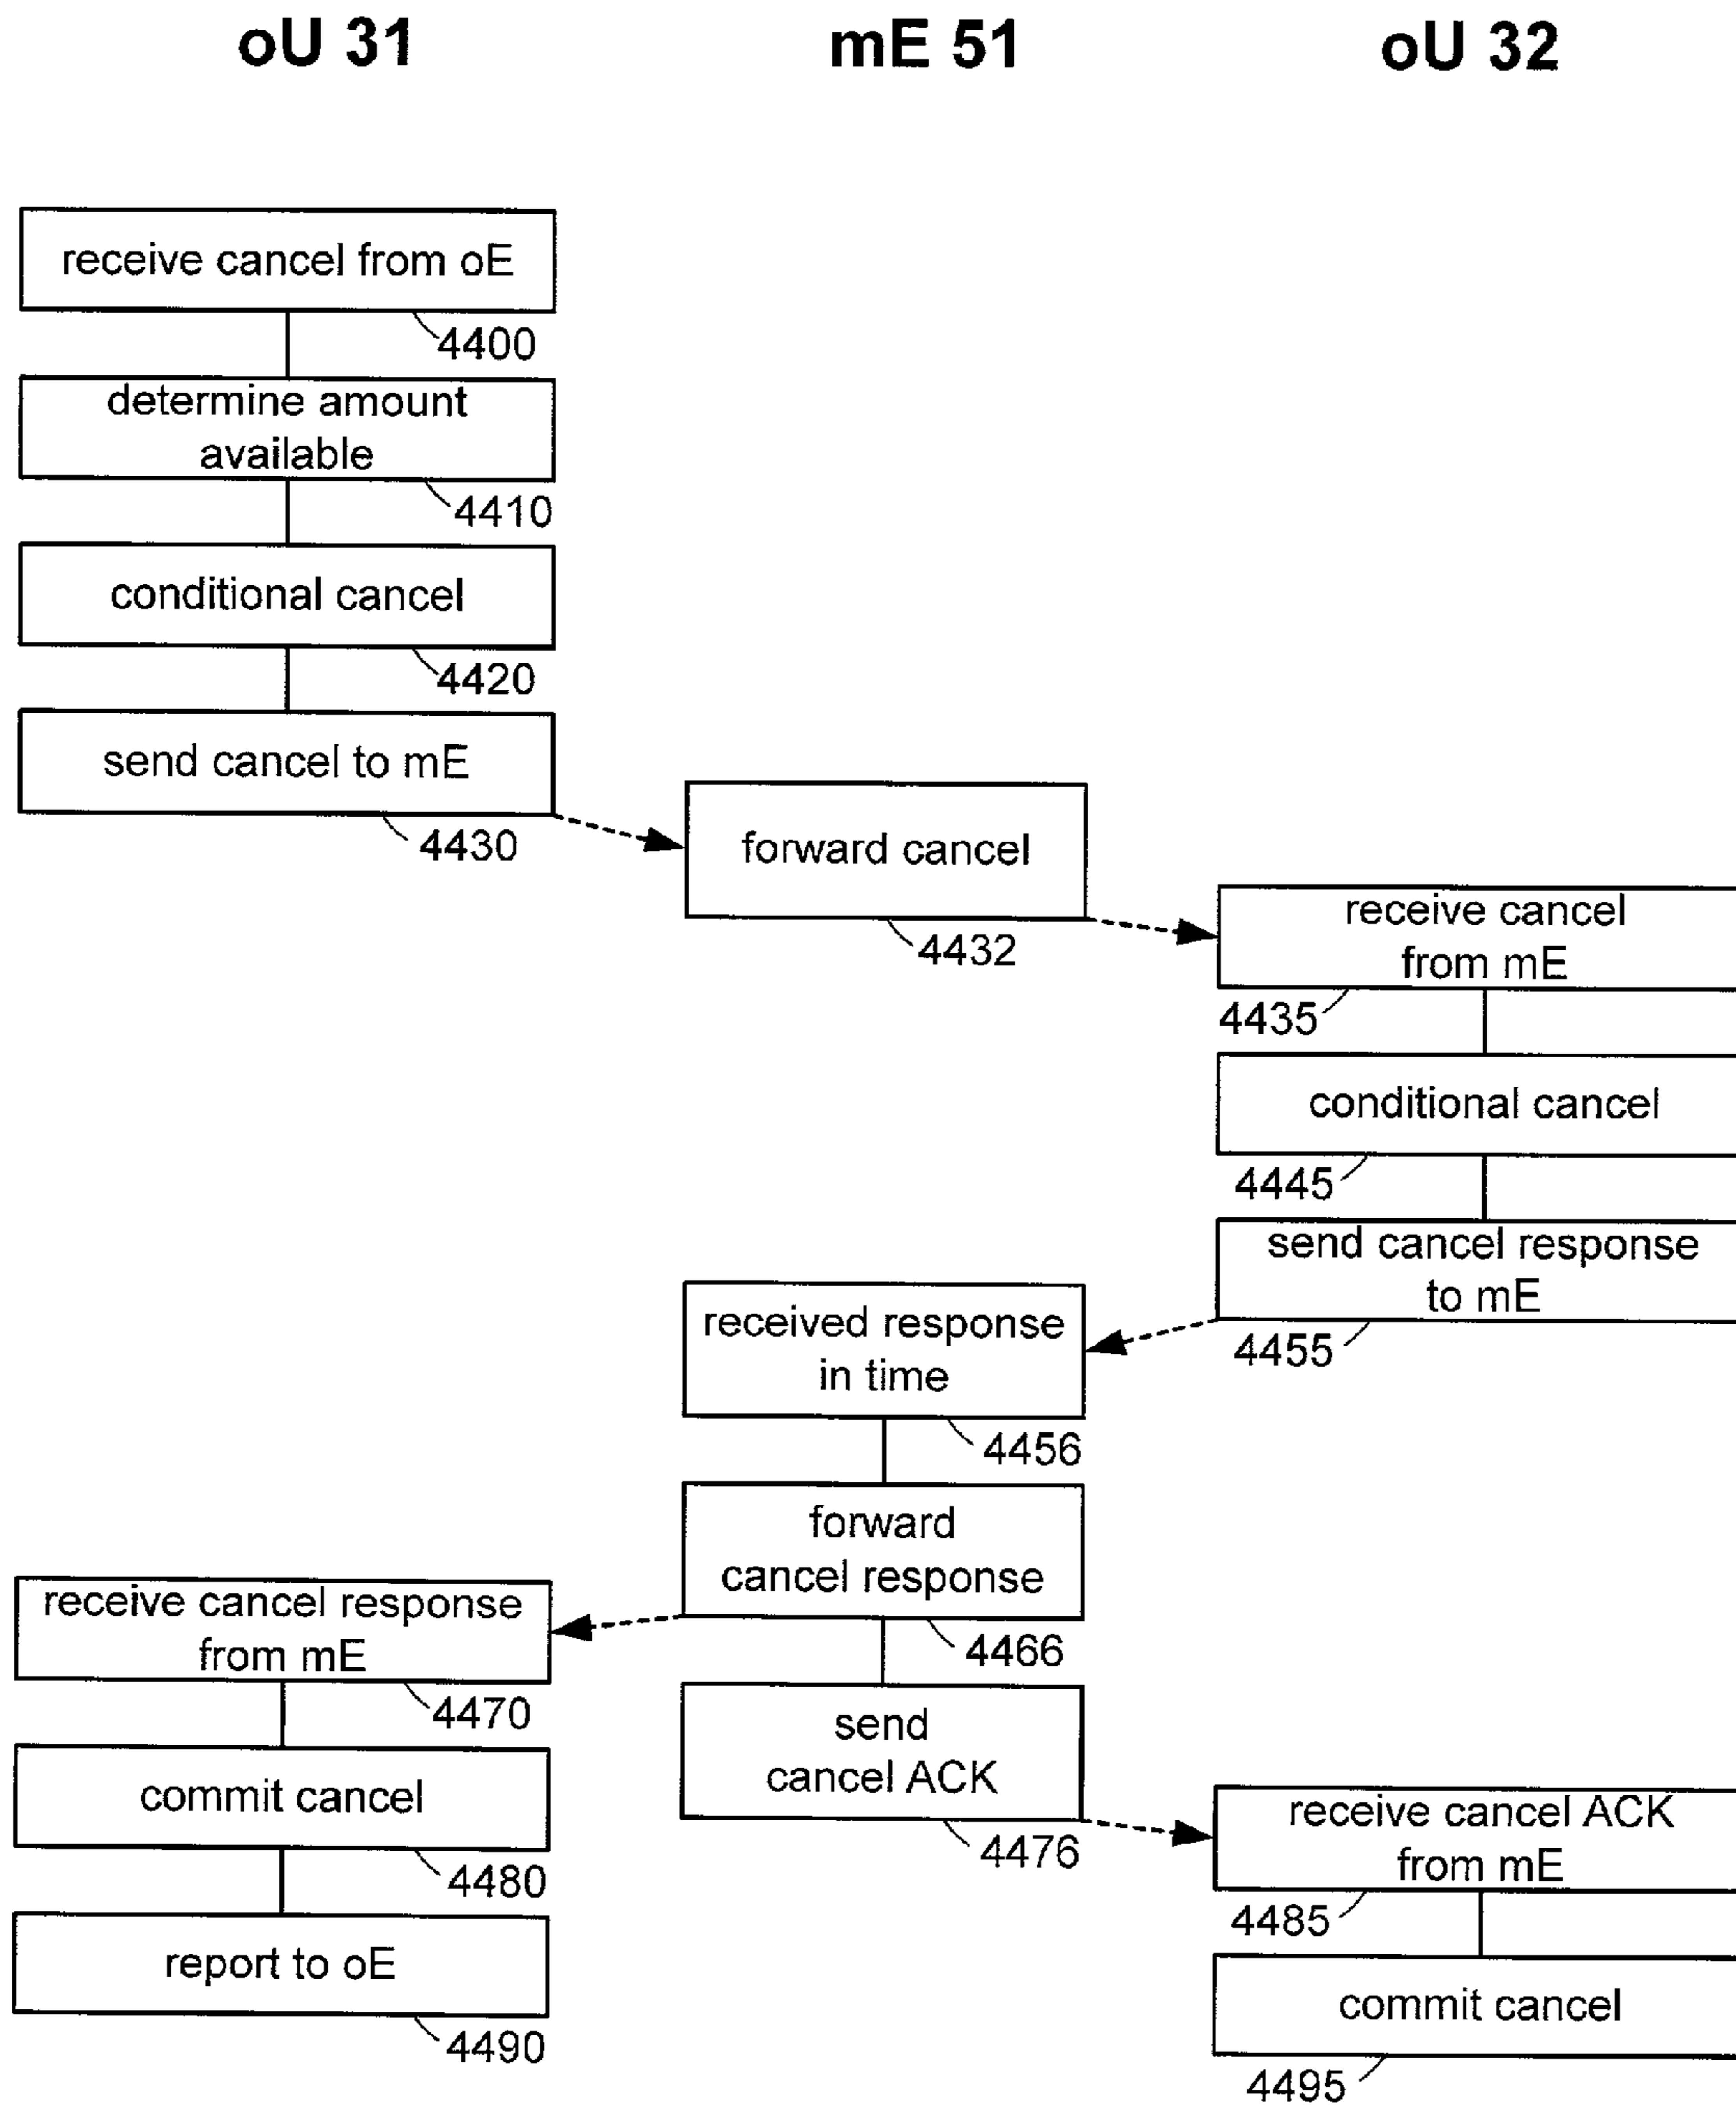 oU 31
mE 51
oU 32
receive cancel from oE
4400
determine amount
available
4410
conditional cancel
4420
send cancel to mE
4430
forward cancel
4432
receive cancel
from mE
4435
conditional cancel
4445
send cancel response
to mE
4455
received response
in time
4456
forward
cancel response
4466
receive cancel response
from mE
4470
send
cancel ACK
4476
commit cancel
4480
receive cancel ACK
from mE
4485
report to oE
4490
commit cancel
4495